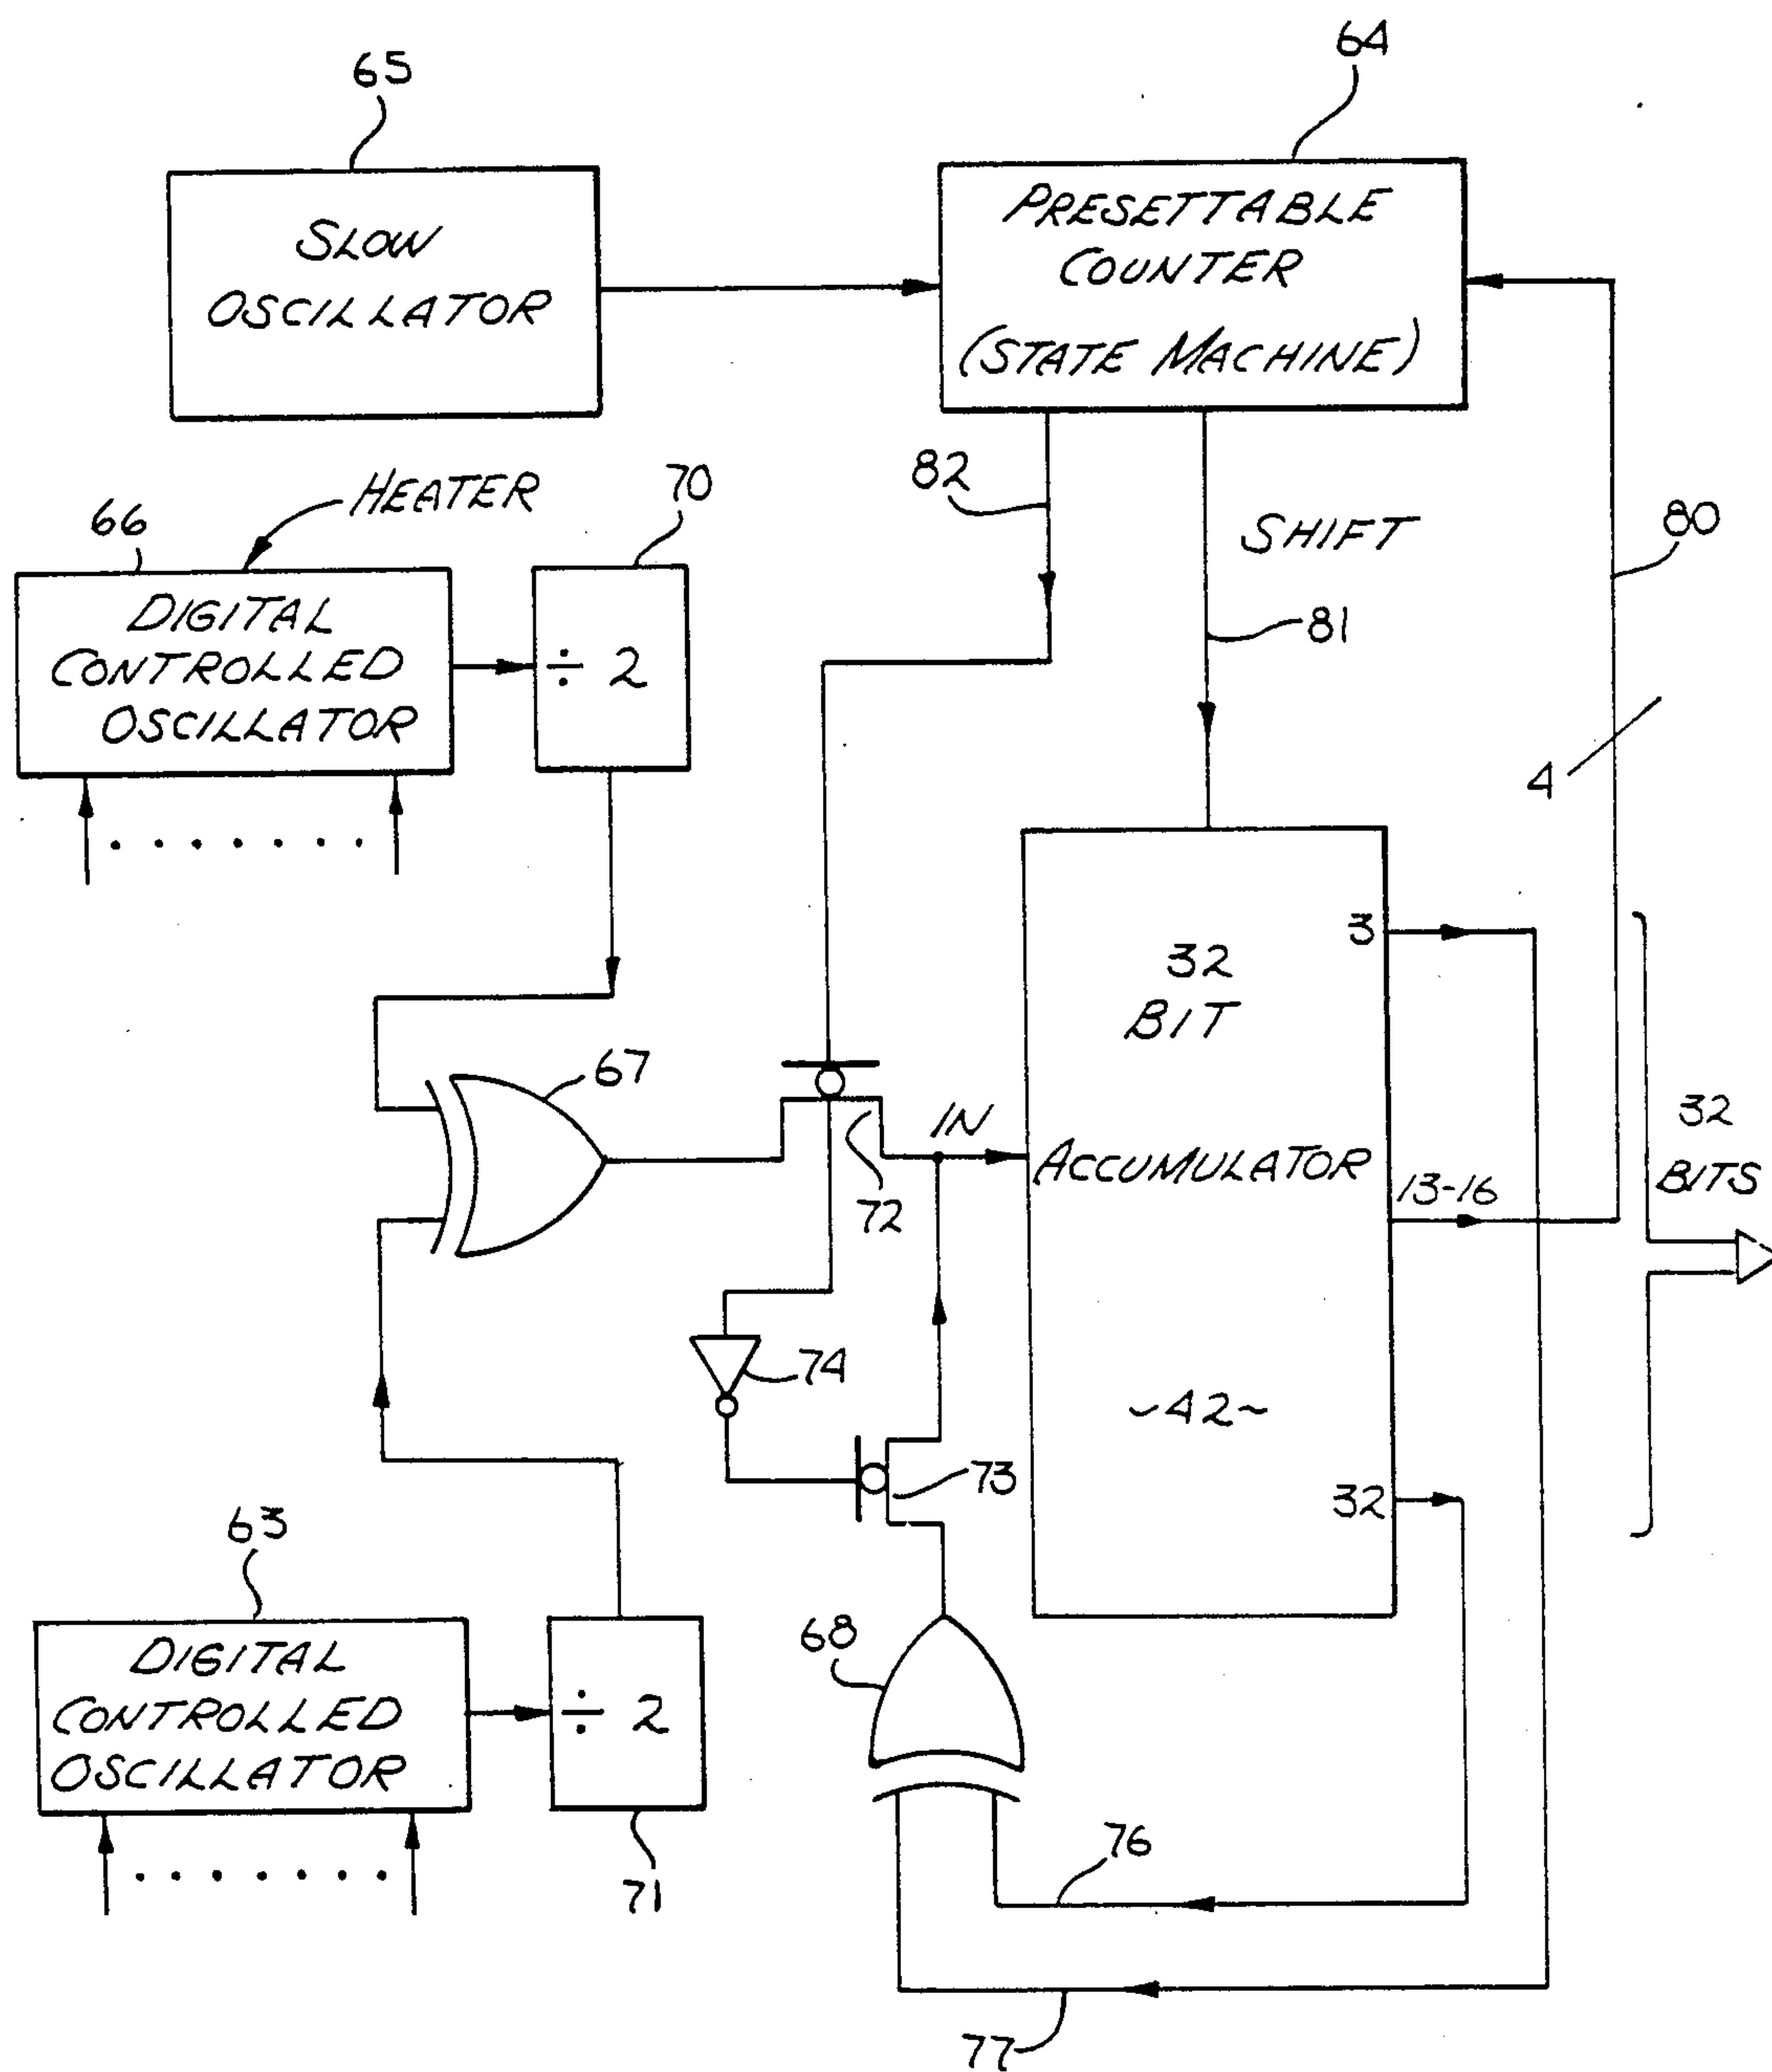 65
64
SLOW
OSCILLATOR
PRESETTABLE
COUNTER
(STATE MACHINE)
HEATER
66
70
82
SHIFT
80
81
DIGITAL
CONTROLLED
OSCILLATOR
÷ 2
4
3
32
BIT
ACCUMULATOR
~42~
67
IN
72
13-16
32
BITS
74
73
32
63
68
DIGITAL
CONTROLLED
OSCILLATOR
÷ 2
71
76
77